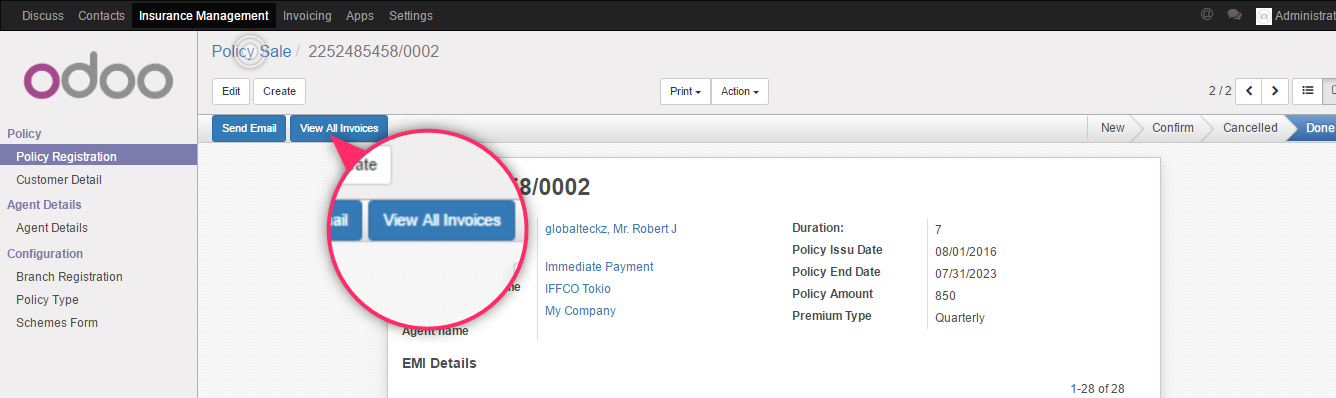 Discuss Contacts Insurance Management Invoicing Apps Settings @ Administrat
Policy Sale / 2252485458/0002
odoo
Edit Create Print Action 2 / 2
Send Email View All Invoices New Confirm Cancelled Done
Policy
Policy Registration
Customer Detail
Agent Details
Agent Details
Configuration
Branch Registration
Policy Type
Schemes Form
ate
ail View All Invoices
8/0002
globalteckz, Mr. Robert J Duration: 7
Policy Issu Date 08/01/2016
Immediate Payment Policy End Date 07/31/2023
me IFFCO Tokio Policy Amount 850
My Company Premium Type Quarterly
Agent name
EMI Details
1-28 of 28